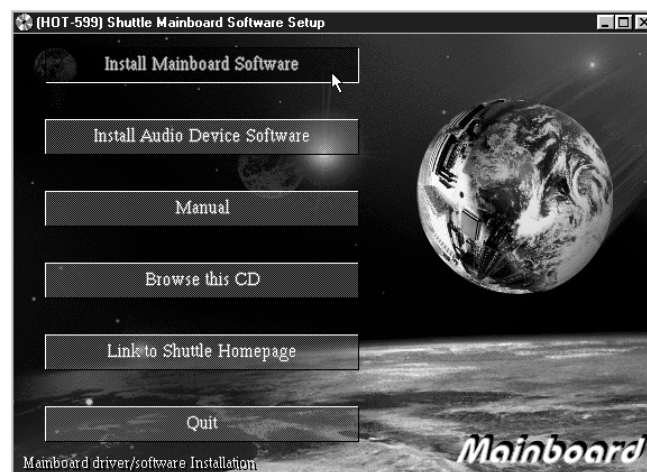 (HOT-599) Shuttle Mainboard Software Setup
Install Mainboard Software
Install Audio Device Software
Manual
Browse this CD
Link to Shuttle Homepage
Quit
Mainboard driver/software Installation
Mainboard